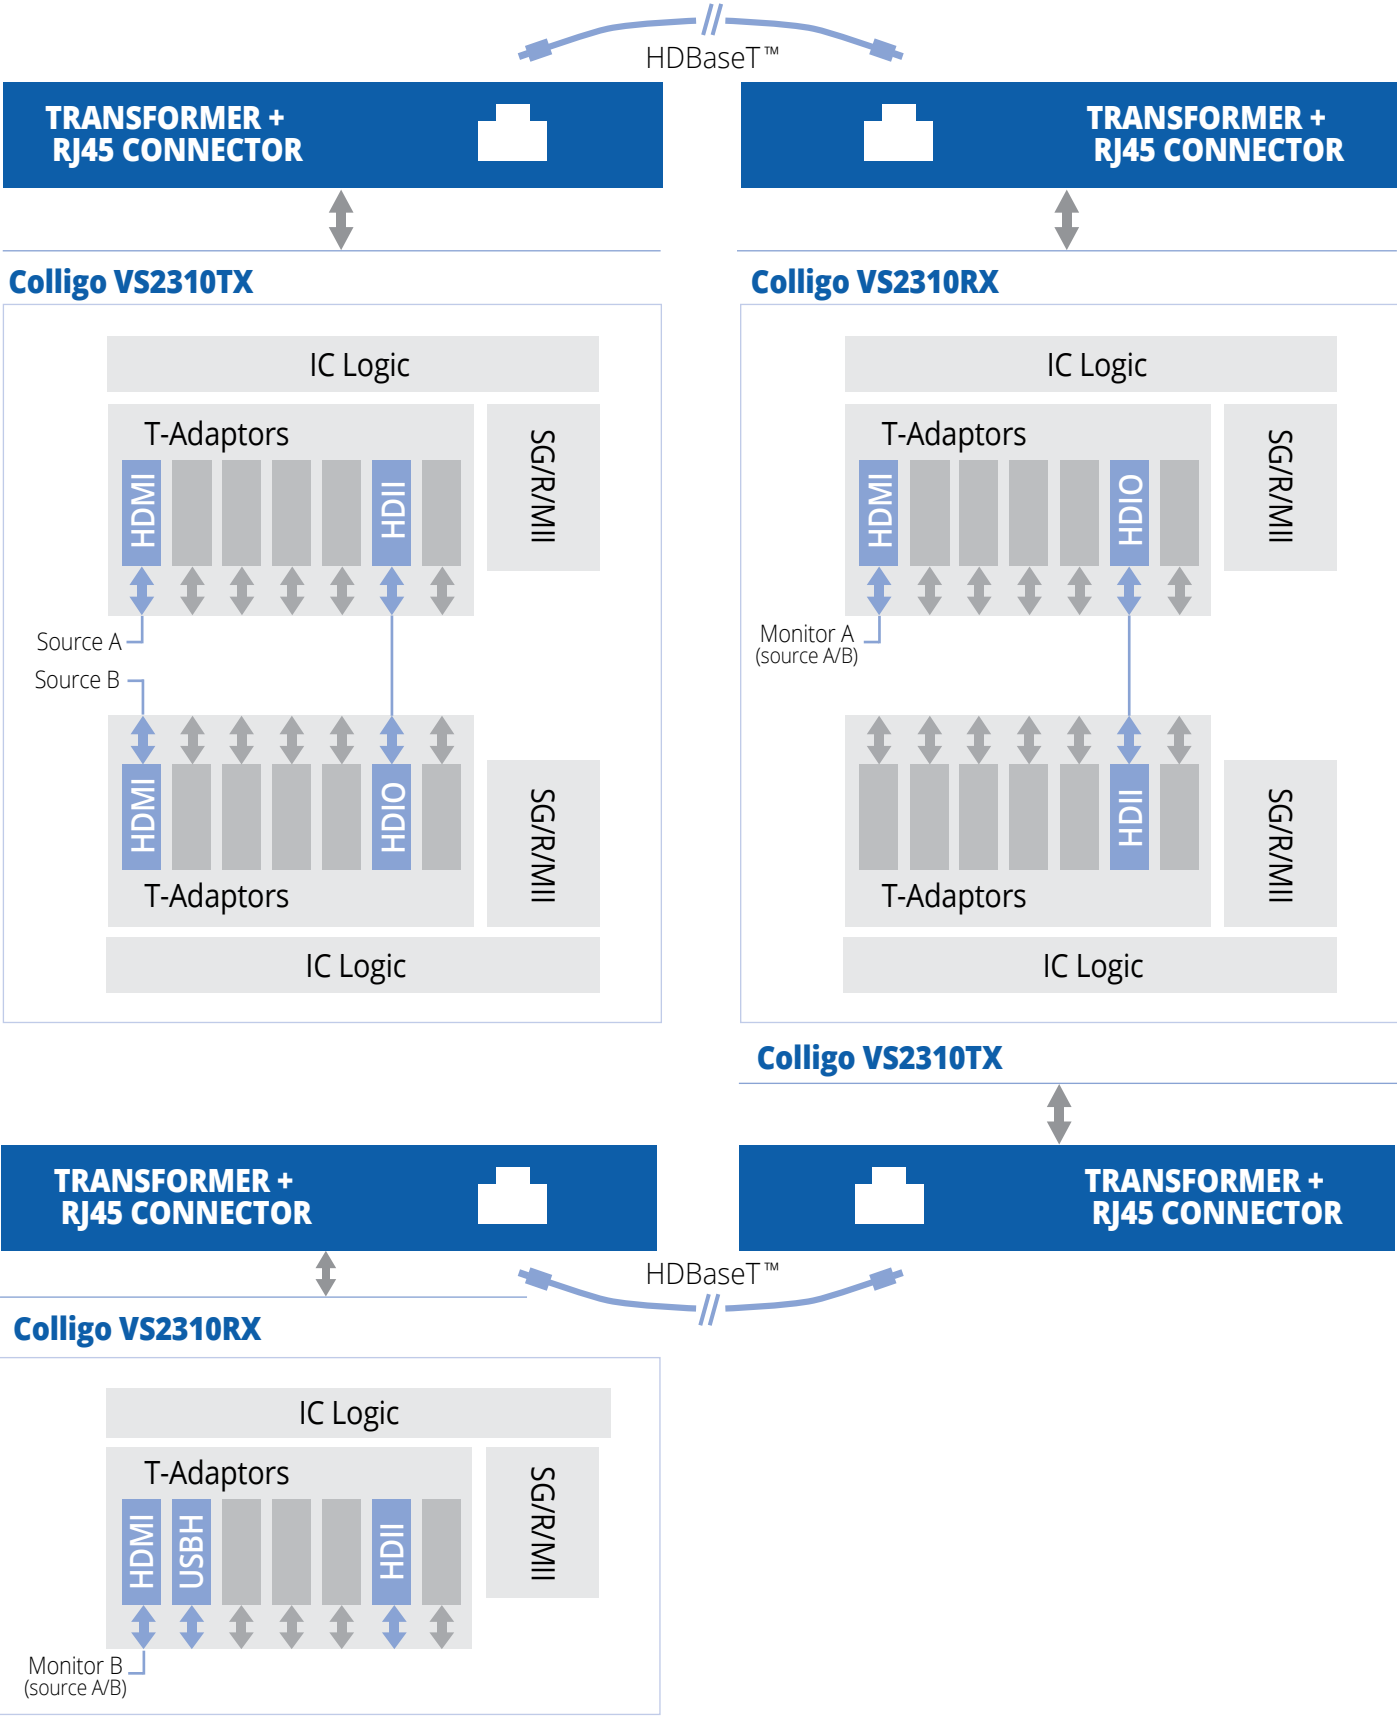 HDBaseT™
TRANSFORMER +
RJ45 CONNECTOR
TRANSFORMER +
RJ45 CONNECTOR
Colligo VS2310TX
IC Logic
T-Adaptors
HDMI
HDII
SG/R/MII
Source A
Source B
HDMI
HDIO
SG/R/MII
T-Adaptors
IC Logic
Colligo VS2310RX
IC Logic
T-Adaptors
HDMI
HDIO
SG/R/MII
Monitor A
(source A/B)
HDII
SG/R/MII
T-Adaptors
IC Logic
Colligo VS2310TX
TRANSFORMER +
RJ45 CONNECTOR
TRANSFORMER +
RJ45 CONNECTOR
HDBaseT™
Colligo VS2310RX
IC Logic
T-Adaptors
HDMI
USBH
HDII
SG/R/MII
Monitor B
(source A/B)